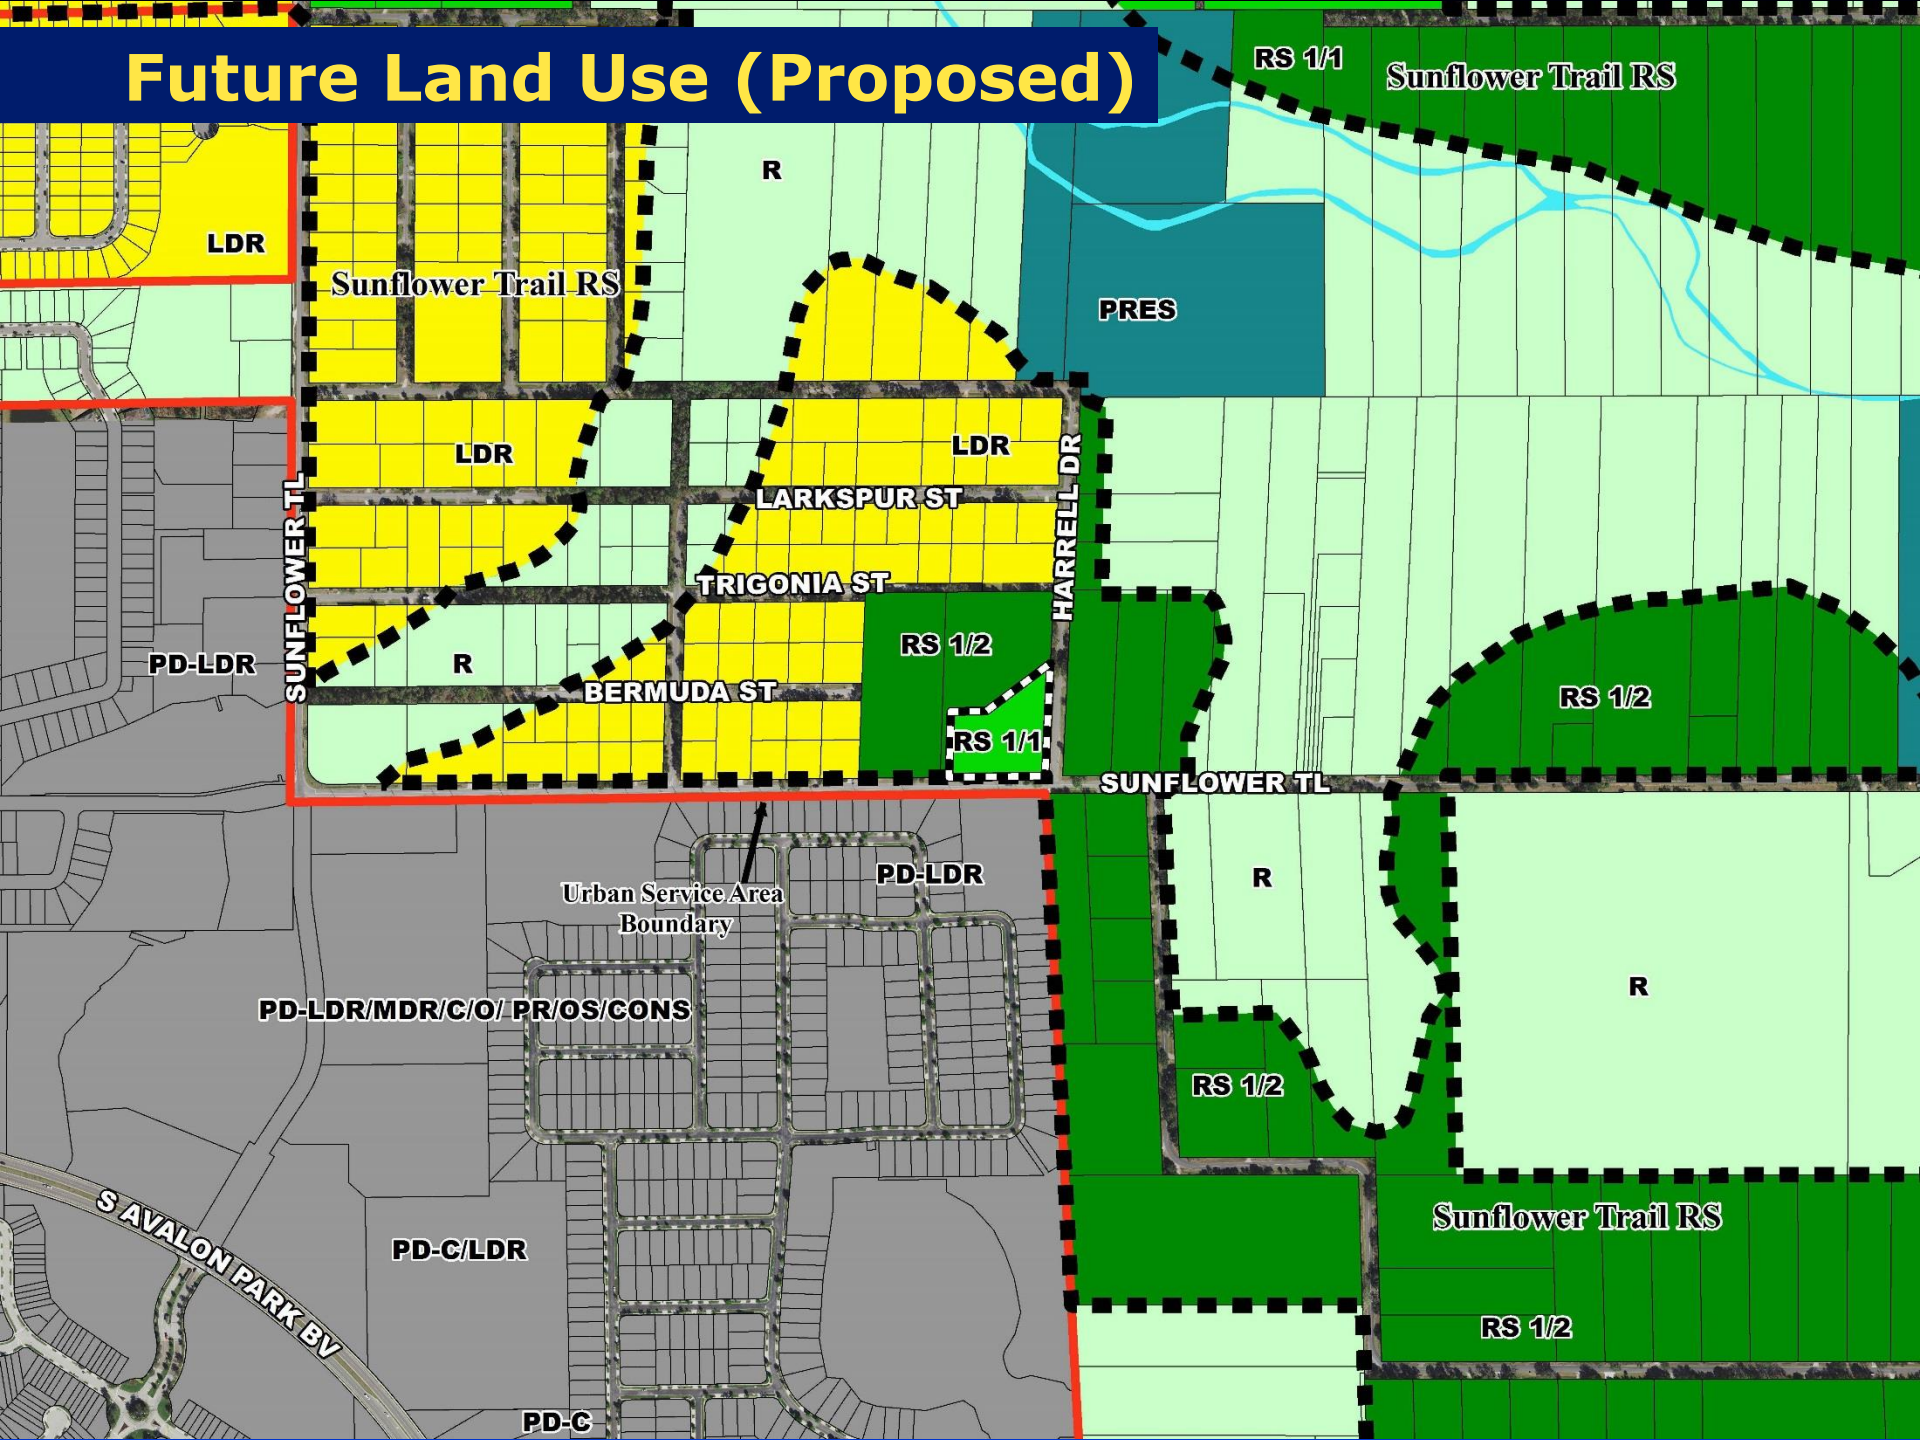 Future Land Use (Proposed)
RS 1/1
Sunflower Trail RS
R
LDR
Sunflower Trail RS
PRES
LDR
LDR
LARKSPUR ST
SUNFLOWER TL
HARRELL DR
TRIGONIA ST
RS 1/2
PD-LDR
R
BERMUDA ST
RS 1/2
RS 1/1
SUNFLOWER TL
PD-LDR
R
Urban Service Area
Boundary
R
PD-LDR/MDR/C/O/ PR/OS/CONS
RS 1/2
S AVALON PARK BV
Sunflower Trail RS
PD-C/LDR
RS 1/2
PD-C